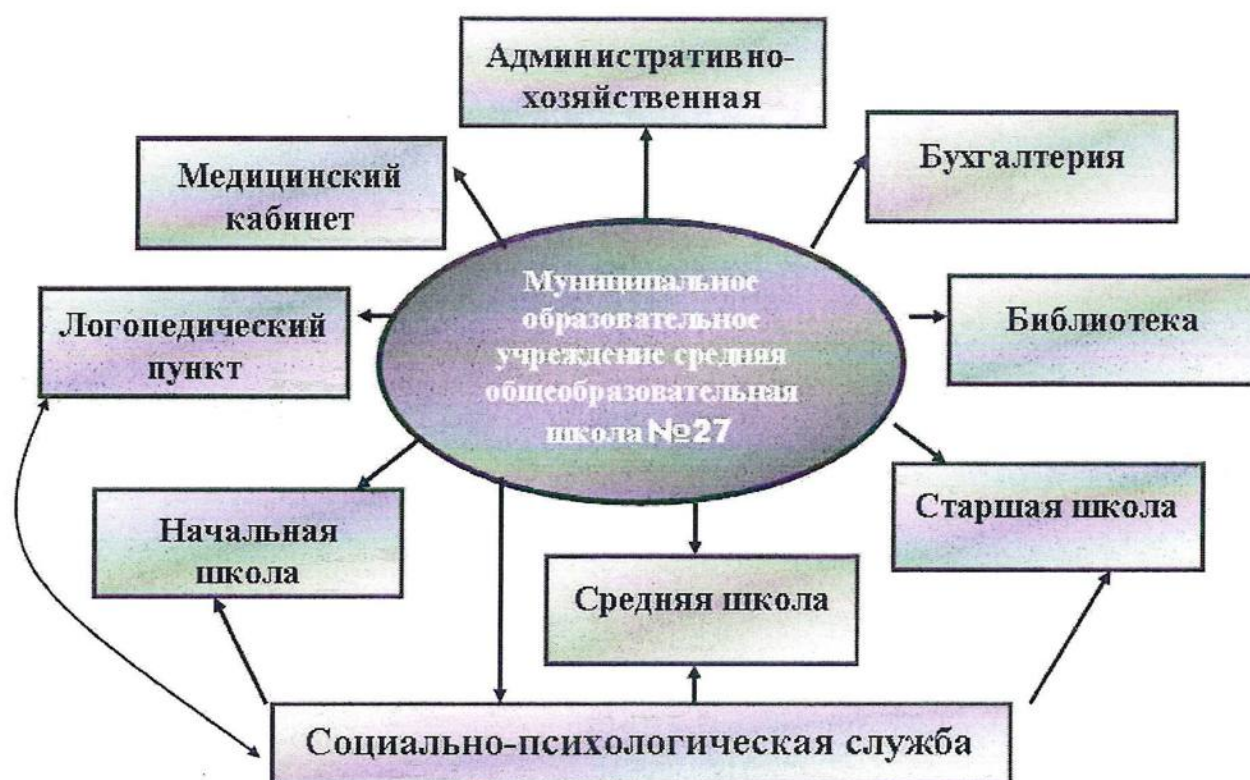 Административно-
хозяйственная
Бухгалтерия
Медицинский
кабинет
Муниципальное
образовательное
учреждение средняя
общеобразовательная
школа №27
Логопедический
пункт
Библиотека
Начальная
школа
Старшая школа
Средняя школа
Социально-психологическая служба